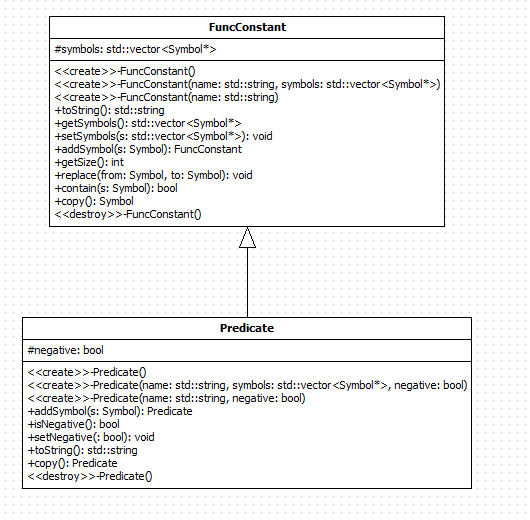 FuncConstant
#symbols: std::vector<Symbol*>
<<create>>-FuncConstant()
<<create>>-FuncConstant(name: std::string, symbols: std::vector<Symbol*>)
<<create>>-FuncConstant(name: std::string)
+toString(): std::string
+getSymbols(): std::vector<Symbol*>
+setSymbols(s: std::vector<Symbol*>): void
+addSymbol(s: Symbol): FuncConstant
+getSize(): int
+replace(from: Symbol, to: Symbol): void
+contain(s: Symbol): bool
+copy(): Symbol
<<destroy>>-FuncConstant()
Predicate
#negative: bool
<<create>>-Predicate()
<<create>>-Predicate(name: std::string, symbols: std::vector<Symbol*>, negative: bool)
<<create>>-Predicate(name: std::string, negative: bool)
+addSymbol(s: Symbol): Predicate
+isNegative(): bool
+setNegative(: bool): void
+toString(): std::string
+copy(): Predicate
<<destroy>>-Predicate()